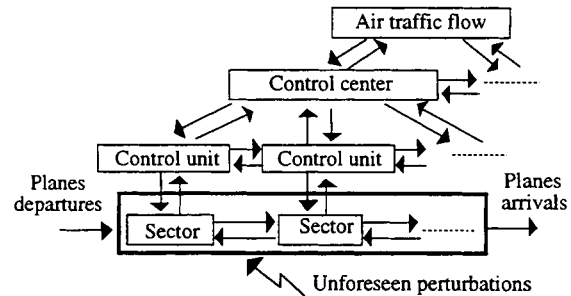 Air traffic flow
Control center
Control unit Control unit
Planes
departures
Planes
arrivals
Sector Sector
Unforeseen perturbations